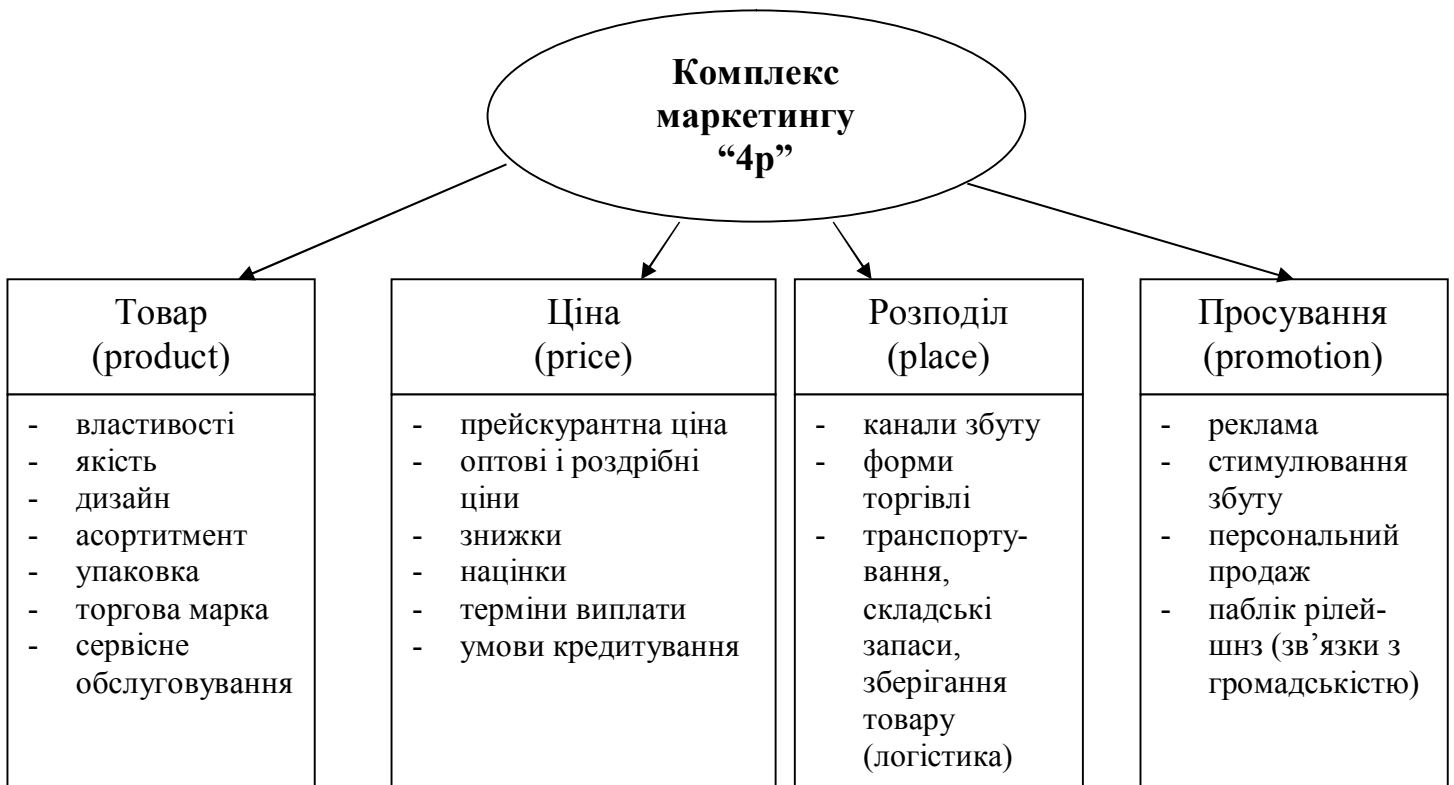 Комплекс
маркетингу
“4р”
Товар
(product)
- властивості
- якість
- дизайн
- асортитмент
- упаковка
- торгова марка
- сервісне
обслуговування
Ціна
(price)
- прейскурантна ціна
- оптові і роздрібні
ціни
- знижки
- націнки
- терміни виплати
- умови кредитування
Розподіл
(place)
- канали збуту
- форми
торгівлі
- транспорту-
вання,
складські
запаси,
зберігання
товару
(логістика)
Просування
(promotion)
- реклама
- стимулювання
збуту
- персональний
продаж
- паблік рілей-
шнз (зв’язки з
громадськістю)